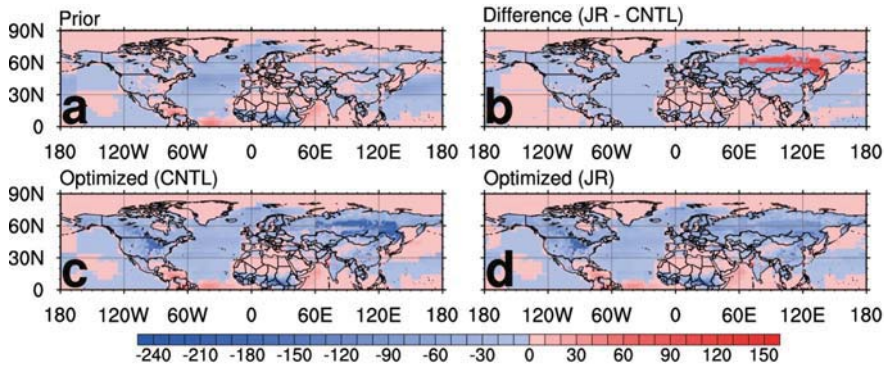 Prior
Difference (JR - CNTL)
90N
60N
30N
0
a
b
180 120W 60W 0 60E 120E 180
180 120W 60W 0 60E 120E 180
Optimized (CNTL)
Optimized (JR)
90N
60N
30N
0
c
d
180 120W 60W 0 60E 120E 180
180 120W 60W 0 60E 120E 180
-240 -210 -180 -150 -120 -90 -60 -30 0 30 60 90 120 150